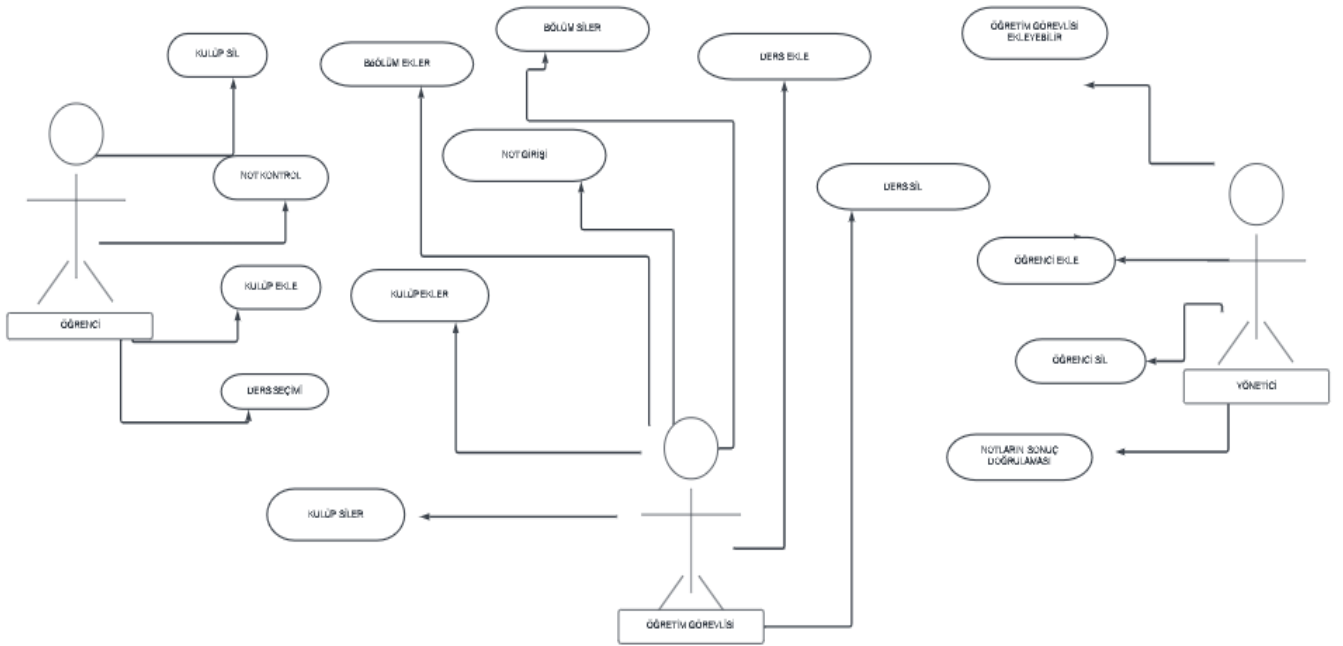 KULÜP SİL
BÖÖLÜM EKLER
BÖLÜM SİLER
DERS EKLE
ÖĞRETİM GÖREVLİSİ
EKLEYEBİLİR
NOT KONTROL
NOT GİRİŞİ
DERS SİL
KULÜP EKLE
KULÜP EKLER
ÖĞRENCİ EKLE
ÖĞRENCİ
ÖĞRENCİ SİL
YÖNETİCİ
DERS SEÇİMİ
NOTLARIN SONUÇ
DOĞRULAMASI
KULÜP SİLER
ÖĞRETİM GÖREVLİSİ